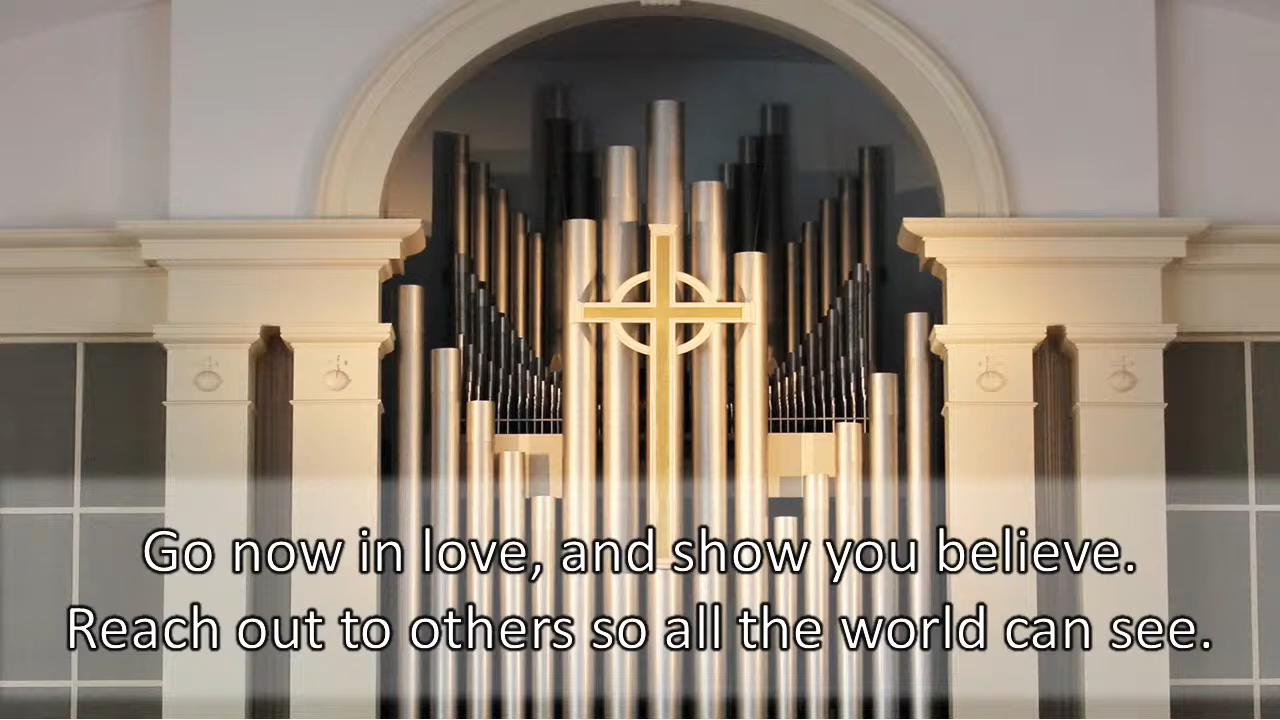 Go now in love, and show you believe.
Reach out to others so all the world can see.